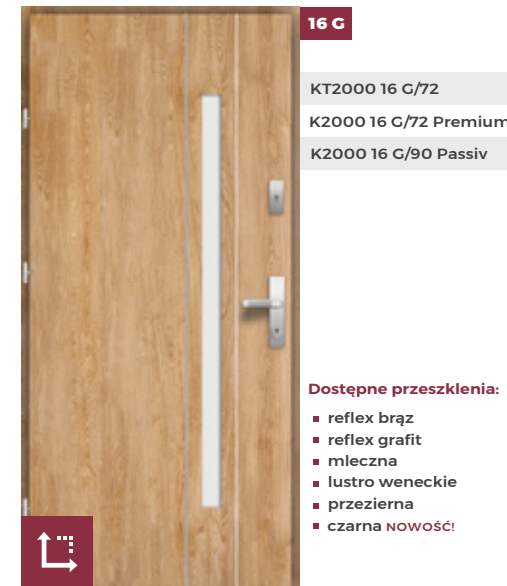 16 G
KT2000 16 G/72
K2000 16 G/72 Premium
K2000 16 G/90 Passiv
Dostępne przeszklenia:
reflex brąz
reflex grafit
mleczna
lustro weneckie
przezierna
czarna NOWOŚĆ!